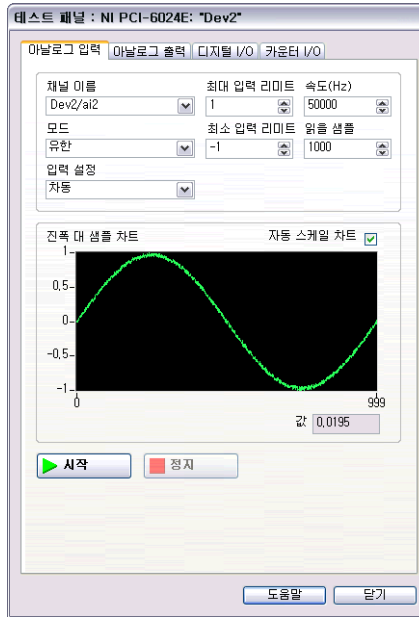 테스트 패널 : NI PCI-6024E: "Dev2"
아날로그 입력 아날로그 출력 디지털 I/O 카운터 I/O
채널 이름 최대 입력 리미트 속도(Hz)
Dev2/ai2 1 50000
모드 최소 입력 리미트 읽을 샘플
유한 -1 1000
입력 설정
차동
진폭 대 샘플 차트 자동 스케일 차트
1
0,5
0
-0,5
-1
0 999
값 0,0195
시작 정지
도움말 닫기